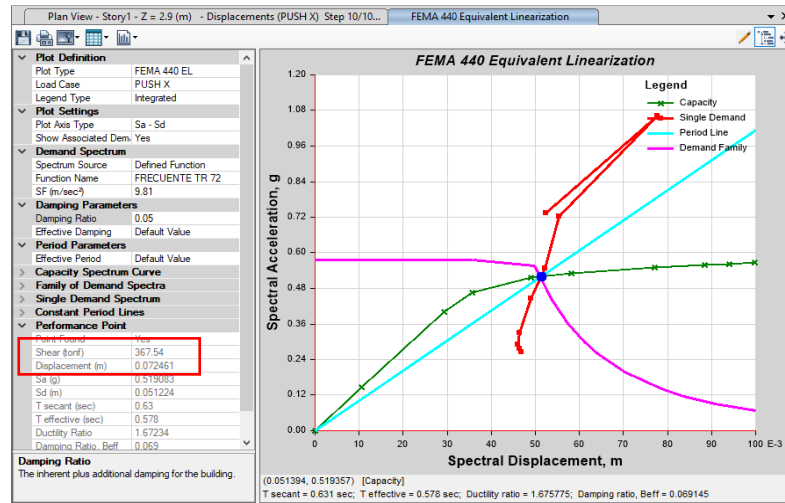 Plan View - Story1 - Z = 2.9 (m) - Displacements (PUSH X) Step 10/10...
FEMA 440 Equivalent Linearization
Plot Definition
Plot Type FEMA 440 EL
Load Case PUSH X
Legend Type Integrated
Plot Settings
Plot Axis Type Sa - Sd
Show Associated Dem Yes
Demand Spectrum
Spectrum Source Defined Function
Function Name FRECUENTE TR 72
SF (m/sec²) 9.81
Damping Parameters
Damping Ratio 0.05
Effective Damping Default Value
Period Parameters
Effective Period Default Value
Capacity Spectrum Curve
Family of Demand Spectra
Single Demand Spectrum
Constant Period Lines
Performance Point
Point Found Yes
Shear (tonf) 367.54
Displacement (m) 0.072461
Sa (g) 0.519083
Sd (m) 0.051224
T secant (sec) 0.63
T effective (sec) 0.578
Ductility Ratio 1.67234
Damping Ratio, Beff 0.069
Damping Ratio
The inherent plus additional damping for the building.
FEMA 440 Equivalent Linearization
Legend
Capacity
Single Demand
Period Line
Demand Family
Spectral Acceleration, g
1.20
1.08
0.96
0.84
0.72
0.60
0.48
0.36
0.24
0.12
0.00
0 10 20 30 40 50 60 70 80 90 100 E-3
Spectral Displacement, m
(0.051394, 0.519357) [Capacity]
T secant = 0.631 sec; T effective = 0.578 sec; Ductility ratio = 1.675775; Damping ratio, Beff = 0.069145